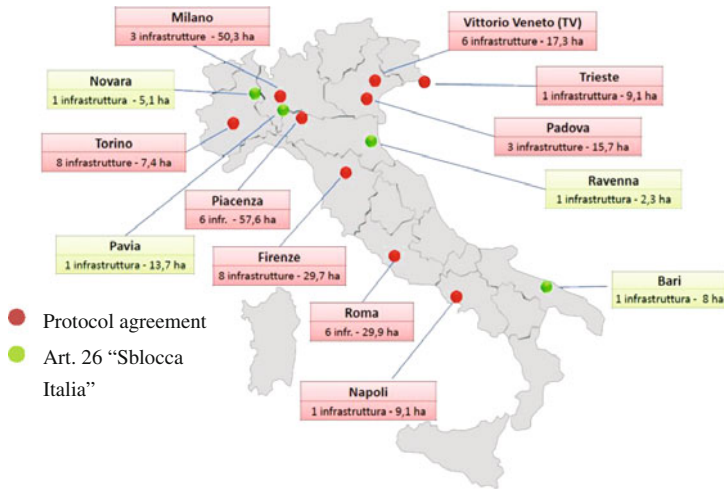 Milano
3 infrastrutture - 50,3 ha
Vittorio Veneto (TV)
6 infrastrutture - 17,3 ha
Novara
1 infrastruttura - 5,1 ha
Trieste
1 infrastruttura - 9,1 ha
Torino
8 infrastrutture - 7,4 ha
Padova
3 infrastrutture - 15,7 ha
Piacenza
6 infr. - 57,6 ha
Ravenna
1 infrastruttura - 2,3 ha
Pavia
1 infrastruttura - 13,7 ha
Firenze
8 infrastrutture - 29,7 ha
Bari
1 infrastruttura - 8 ha
Roma
6 infr. - 29,9 ha
Napoli
1 infrastruttura - 9,1 ha
Protocol agreement
Art. 26 “Sblocca
Italia”